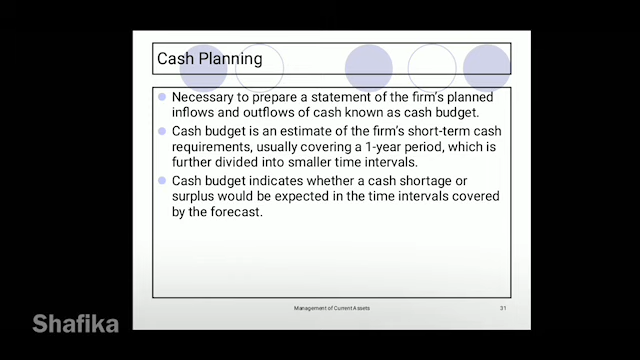 Cash Planning
Necessary to prepare a statement of the firm's planned
inflows and outflows of cash known as cash budget.
Cash budget is an estimate of the firm's short-term cash
requirements, usually covering a 1-year period, which is
further divided into smaller time intervals.
Cash budget indicates whether a cash shortage or
surplus would be expected in the time intervals covered
by the forecast.
Management of Current Assets
31
Shafika